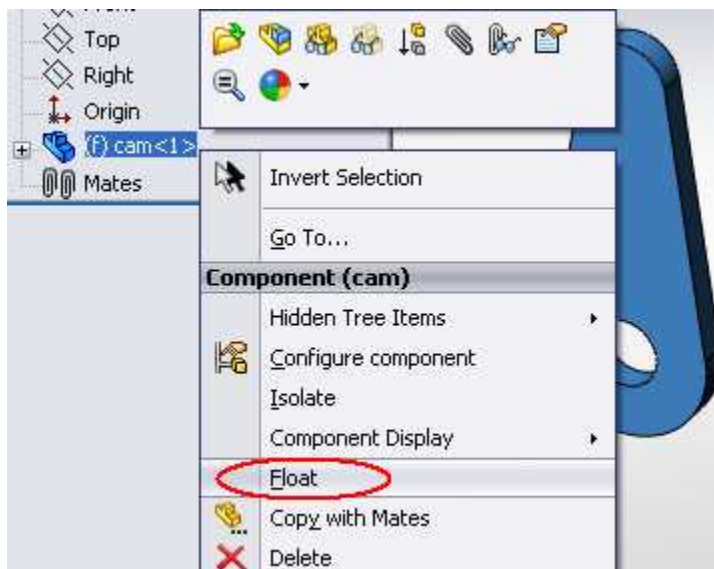 Top
Right
Origin
(f) cam<1>
Mates
Invert Selection
Go To...
Component (cam)
Hidden Tree Items
Configure component
Isolate
Component Display
Float
Copy with Mates
Delete